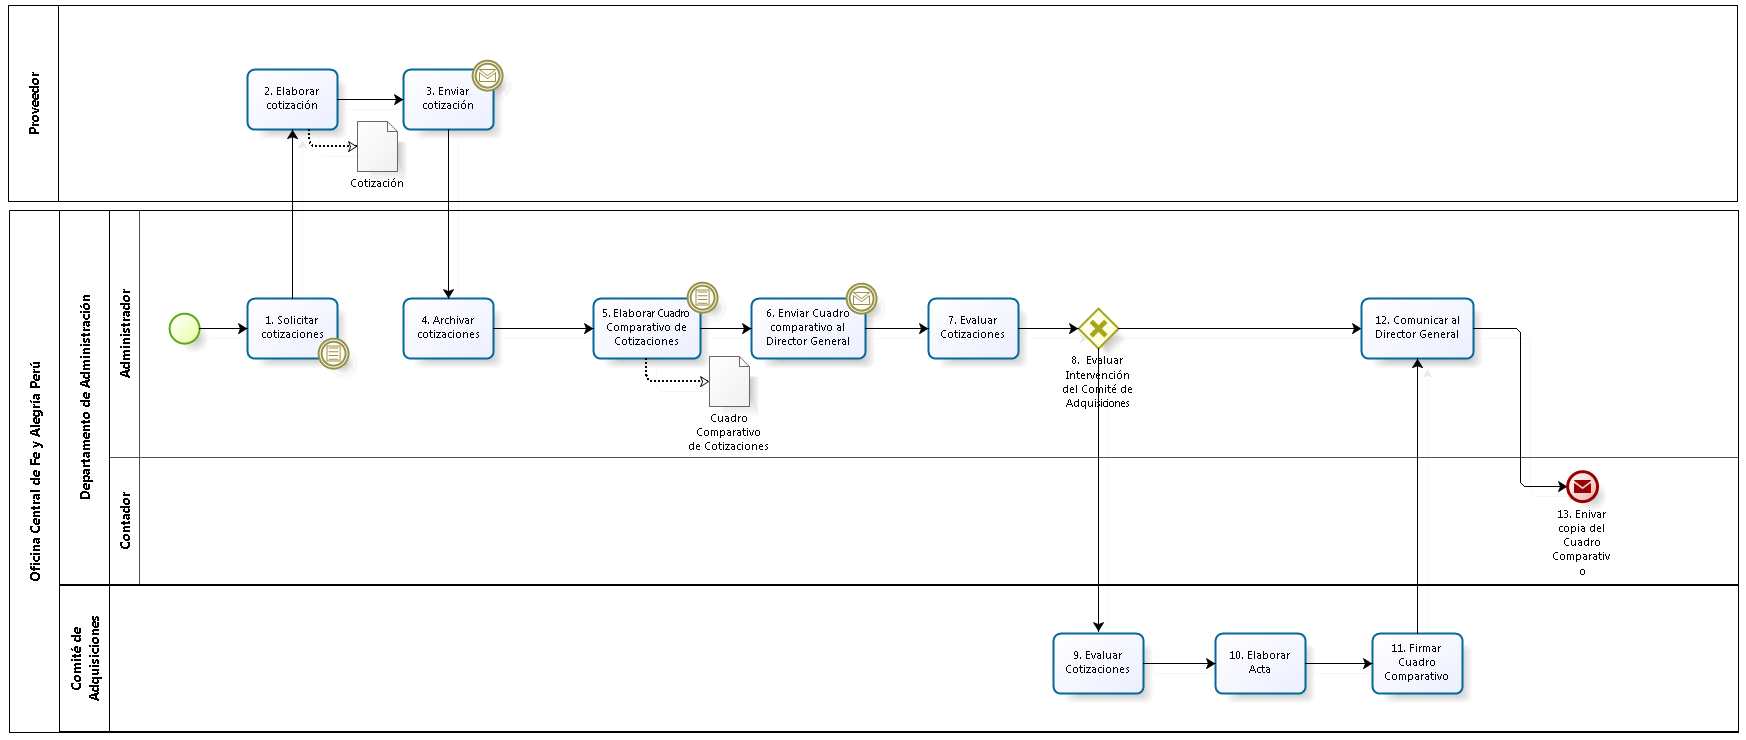 Proveedor
2. Elaborar
cotización
3. Enviar
cotización
Cotización
Oficina Central de Fe y Alegría Perú
Departamento de Administración
Administrador
1. Solicitar
cotizaciones
4. Archivar
cotizaciones
5. Elaborar Cuadro
Comparativo de
Cotizaciones
Cuadro
Comparativo
de Cotizaciones
6. Enviar Cuadro
comparativo al
Director General
7. Evaluar
Cotizaciones
8. Evaluar
Intervención
del Comité de
Adquisiciones
12. Comunicar al
Director General
Contador
13. Enivar
copia del
Cuadro
Comparativ
o
Comité de
Adquisiciones
9. Evaluar
Cotizaciones
10. Elaborar
Acta
11. Firmar
Cuadro
Comparativo